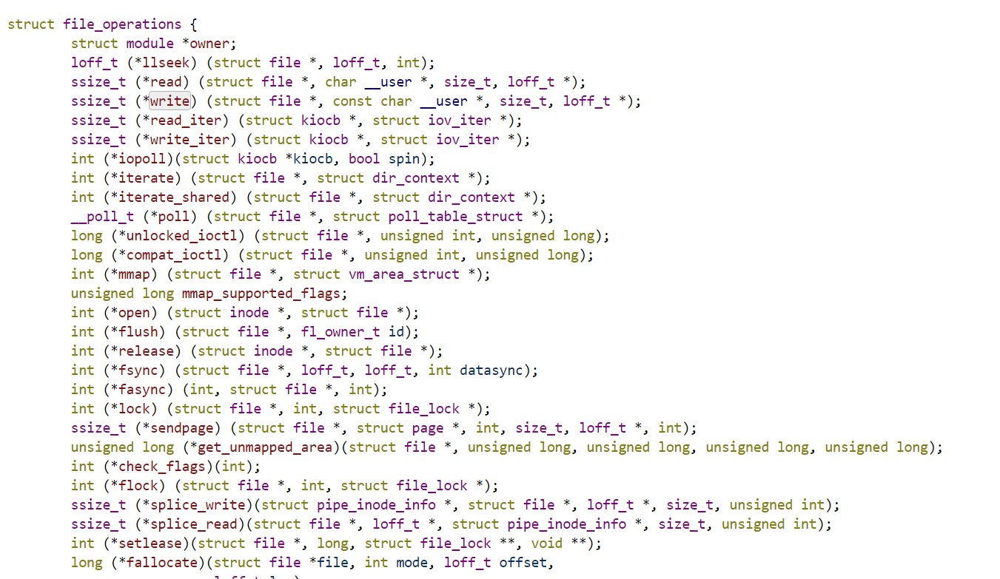 struct file_operations {
struct module *owner;
loff_t (*llseek) (struct file *, loff_t, int);
ssize_t (*read) (struct file *, char __user *, size_t, loff_t *);
ssize_t (*write) (struct file *, const char __user *, size_t, loff_t *);
ssize_t (*read_iter) (struct kiocb *, struct iov_iter *);
ssize_t (*write_iter) (struct kiocb *, struct iov_iter *);
int (*iopoll)(struct kiocb *kiocb, bool spin);
int (*iterate) (struct file *, struct dir_context *);
int (*iterate_shared) (struct file *, struct dir_context *);
__poll_t (*poll) (struct file *, struct poll_table_struct *);
long (*unlocked_ioctl) (struct file *, unsigned int, unsigned long);
long (*compat_ioctl) (struct file *, unsigned int, unsigned long);
int (*mmap) (struct file *, struct vm_area_struct *);
unsigned long mmap_supported_flags;
int (*open) (struct inode *, struct file *);
int (*flush) (struct file *, fl_owner_t id);
int (*release) (struct inode *, struct file *);
int (*fsync) (struct file *, loff_t, loff_t, int datasync);
int (*fasync) (int, struct file *, int);
int (*lock) (struct file *, int, struct file_lock *);
ssize_t (*sendpage) (struct file *, struct page *, int, size_t, loff_t *, int);
unsigned long (*get_unmapped_area)(struct file *, unsigned long, unsigned long, unsigned long, unsigned long);
int (*check_flags)(int);
int (*flock) (struct file *, int, struct file_lock *);
ssize_t (*splice_write)(struct pipe_inode_info *, struct file *, loff_t *, size_t, unsigned int);
ssize_t (*splice_read)(struct file *, loff_t *, struct pipe_inode_info *, size_t, unsigned int);
int (*setlease)(struct file *, long, struct file_lock **, void **);
long (*fallocate)(struct file *file, int mode, loff_t offset,